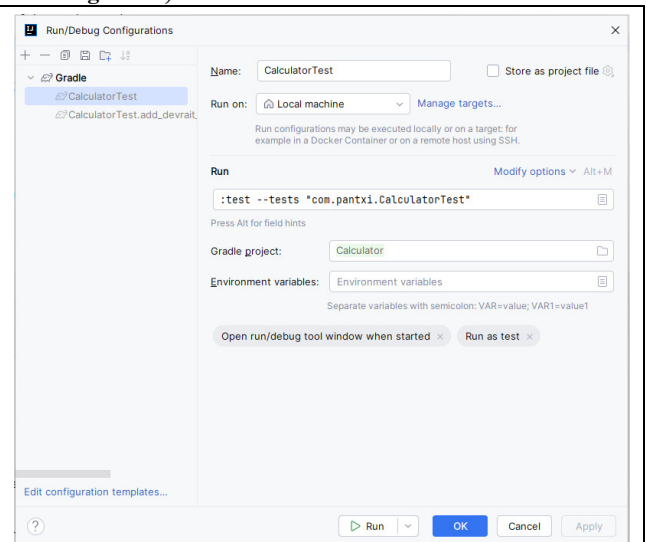 Run/Debug Configurations
Gradle
CalculatorTest
CalculatorTest.add_devrait_
Name: CalculatorTest Store as project file
Run on: Local machine Manage targets...
Run configurations may be executed locally or on a target: for
example in a Docker Container or on a remote host using SSH.
Run Modify options Alt+M
:test --tests "com.pantxi.CalculatorTest"
Press Alt for field hints
Gradle project: Calculator
Environment variables: Environment variables
Separate variables with semicolon: VAR=value; VAR1=value1
Open run/debug tool window when started × Run as test ×
Edit configuration templates...
? Run OK Cancel Apply